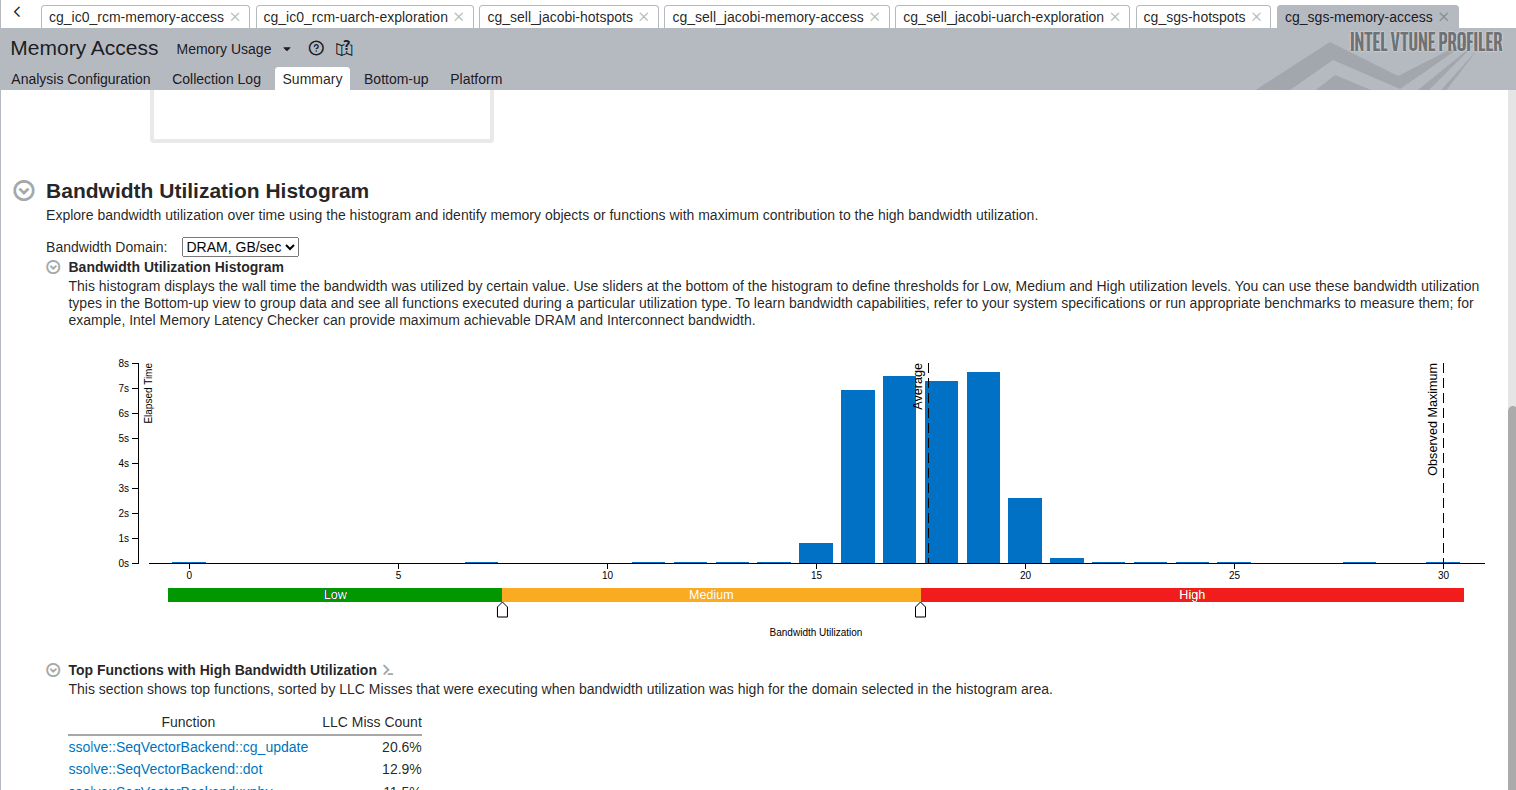 cg_ic0_rcm-memory-access
cg_ic0_rcm-uarch-exploration
cg_sell_jacobi-hotspots
cg_sell_jacobi-memory-access
cg_sell_jacobi-uarch-exploration
cg_sgs-hotspots
cg_sgs-memory-access
Memory Access
Memory Usage
INTEL VTUNE PROFILER
Analysis Configuration
Collection Log
Summary
Bottom-up
Platform
Bandwidth Utilization Histogram
Explore bandwidth utilization over time using the histogram and identify memory objects or functions with maximum contribution to the high bandwidth utilization.
Bandwidth Domain: DRAM, GB/sec
Bandwidth Utilization Histogram
This histogram displays the wall time the bandwidth was utilized by certain value. Use sliders at the bottom of the histogram to define thresholds for Low, Medium and High utilization levels. You can use these bandwidth utilization
types in the Bottom-up view to group data and see all functions executed during a particular utilization type. To learn bandwidth capabilities, refer to your system specifications or run appropriate benchmarks to measure them; for
example, Intel Memory Latency Checker can provide maximum achievable DRAM and Interconnect bandwidth.
8s
7s
6s
5s
4s
3s
2s
1s
0s
Elapsed Time
Average
Observed Maximum
0 5 10 15 20 25 30
Low Medium High
Bandwidth Utilization
Top Functions with High Bandwidth Utilization
This section shows top functions, sorted by LLC Misses that were executing when bandwidth utilization was high for the domain selected in the histogram area.
Function LLC Miss Count
ssolve::SeqVectorBackend::cg_update 20.6%
ssolve::SeqVectorBackend::dot 12.9%